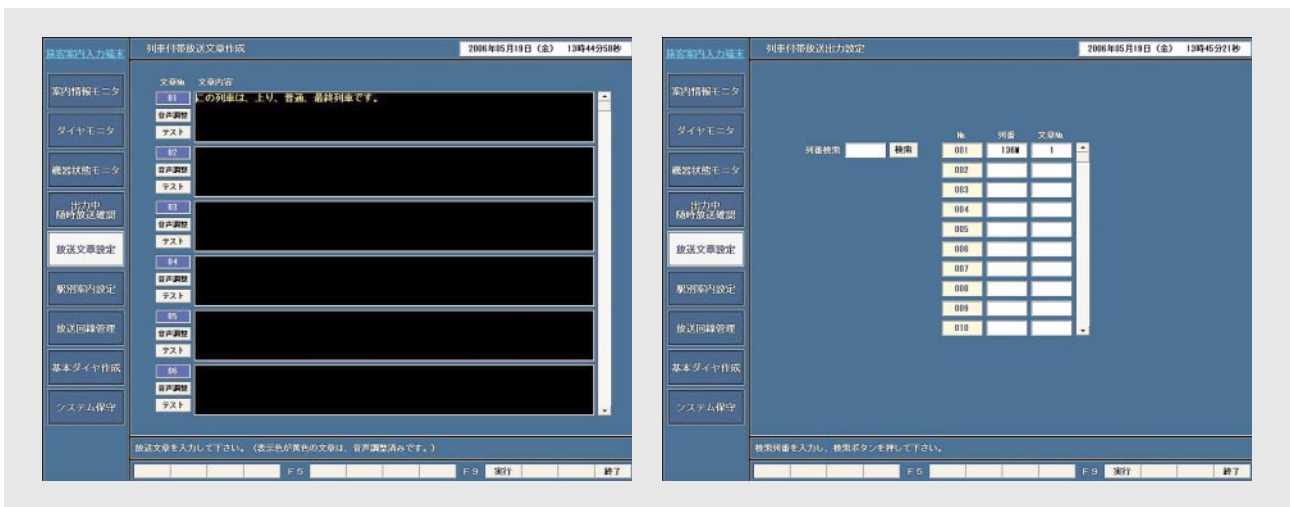 旅客案内入力端末
列車付帯放送文章作成
2006年05月19日（金） 13時44分58秒
案内情報モニタ
ダイヤモニタ
機器状態モニタ
出力中
随時放送確認
放送文章設定
駅別案内設定
放送回線管理
基本ダイヤ作成
システム保守
文章№ 文章内容
01 この列車は、上り、普通、最終列車です。
音声調整
テスト
02
音声調整
テスト
03
音声調整
テスト
04
音声調整
テスト
05
音声調整
テスト
06
音声調整
テスト
放送文章を入力して下さい。（表示色が黄色の文章は、音声調整済みです。）
F5 F9 実行 終了
旅客案内入力端末
列車付帯放送出力設定
2006年05月19日（金） 13時45分21秒
案内情報モニタ
ダイヤモニタ
機器状態モニタ
出力中
随時放送確認
放送文章設定
駅別案内設定
放送回線管理
基本ダイヤ作成
システム保守
列番検索 検索
№ 列番 文章№
001 136M 1
002
003
004
005
006
007
008
009
010
検索列番を入力し、検索ボタンを押して下さい。
F5 F9 実行 終了